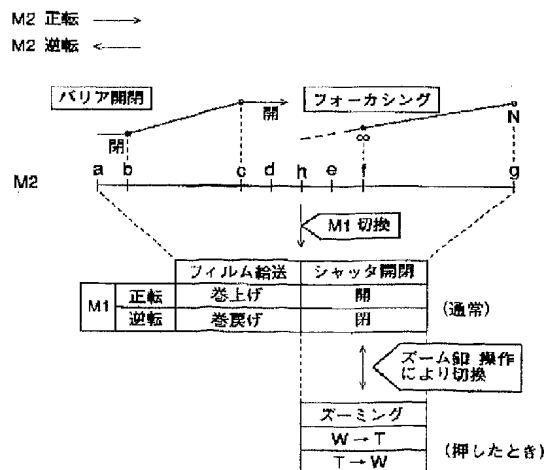 M2 正転
M2 逆転
バリア開閉
フォーカシング
開
閉
∞
N
a b c d h e f g
M2
M1 切換
フィルム給送 シャッタ開閉
M1 正転 巻上げ 開 (通常)
逆転 巻戻げ 閉
ズーム釦 操作
により切換
ズーミング
W→T (押したとき)
T→W